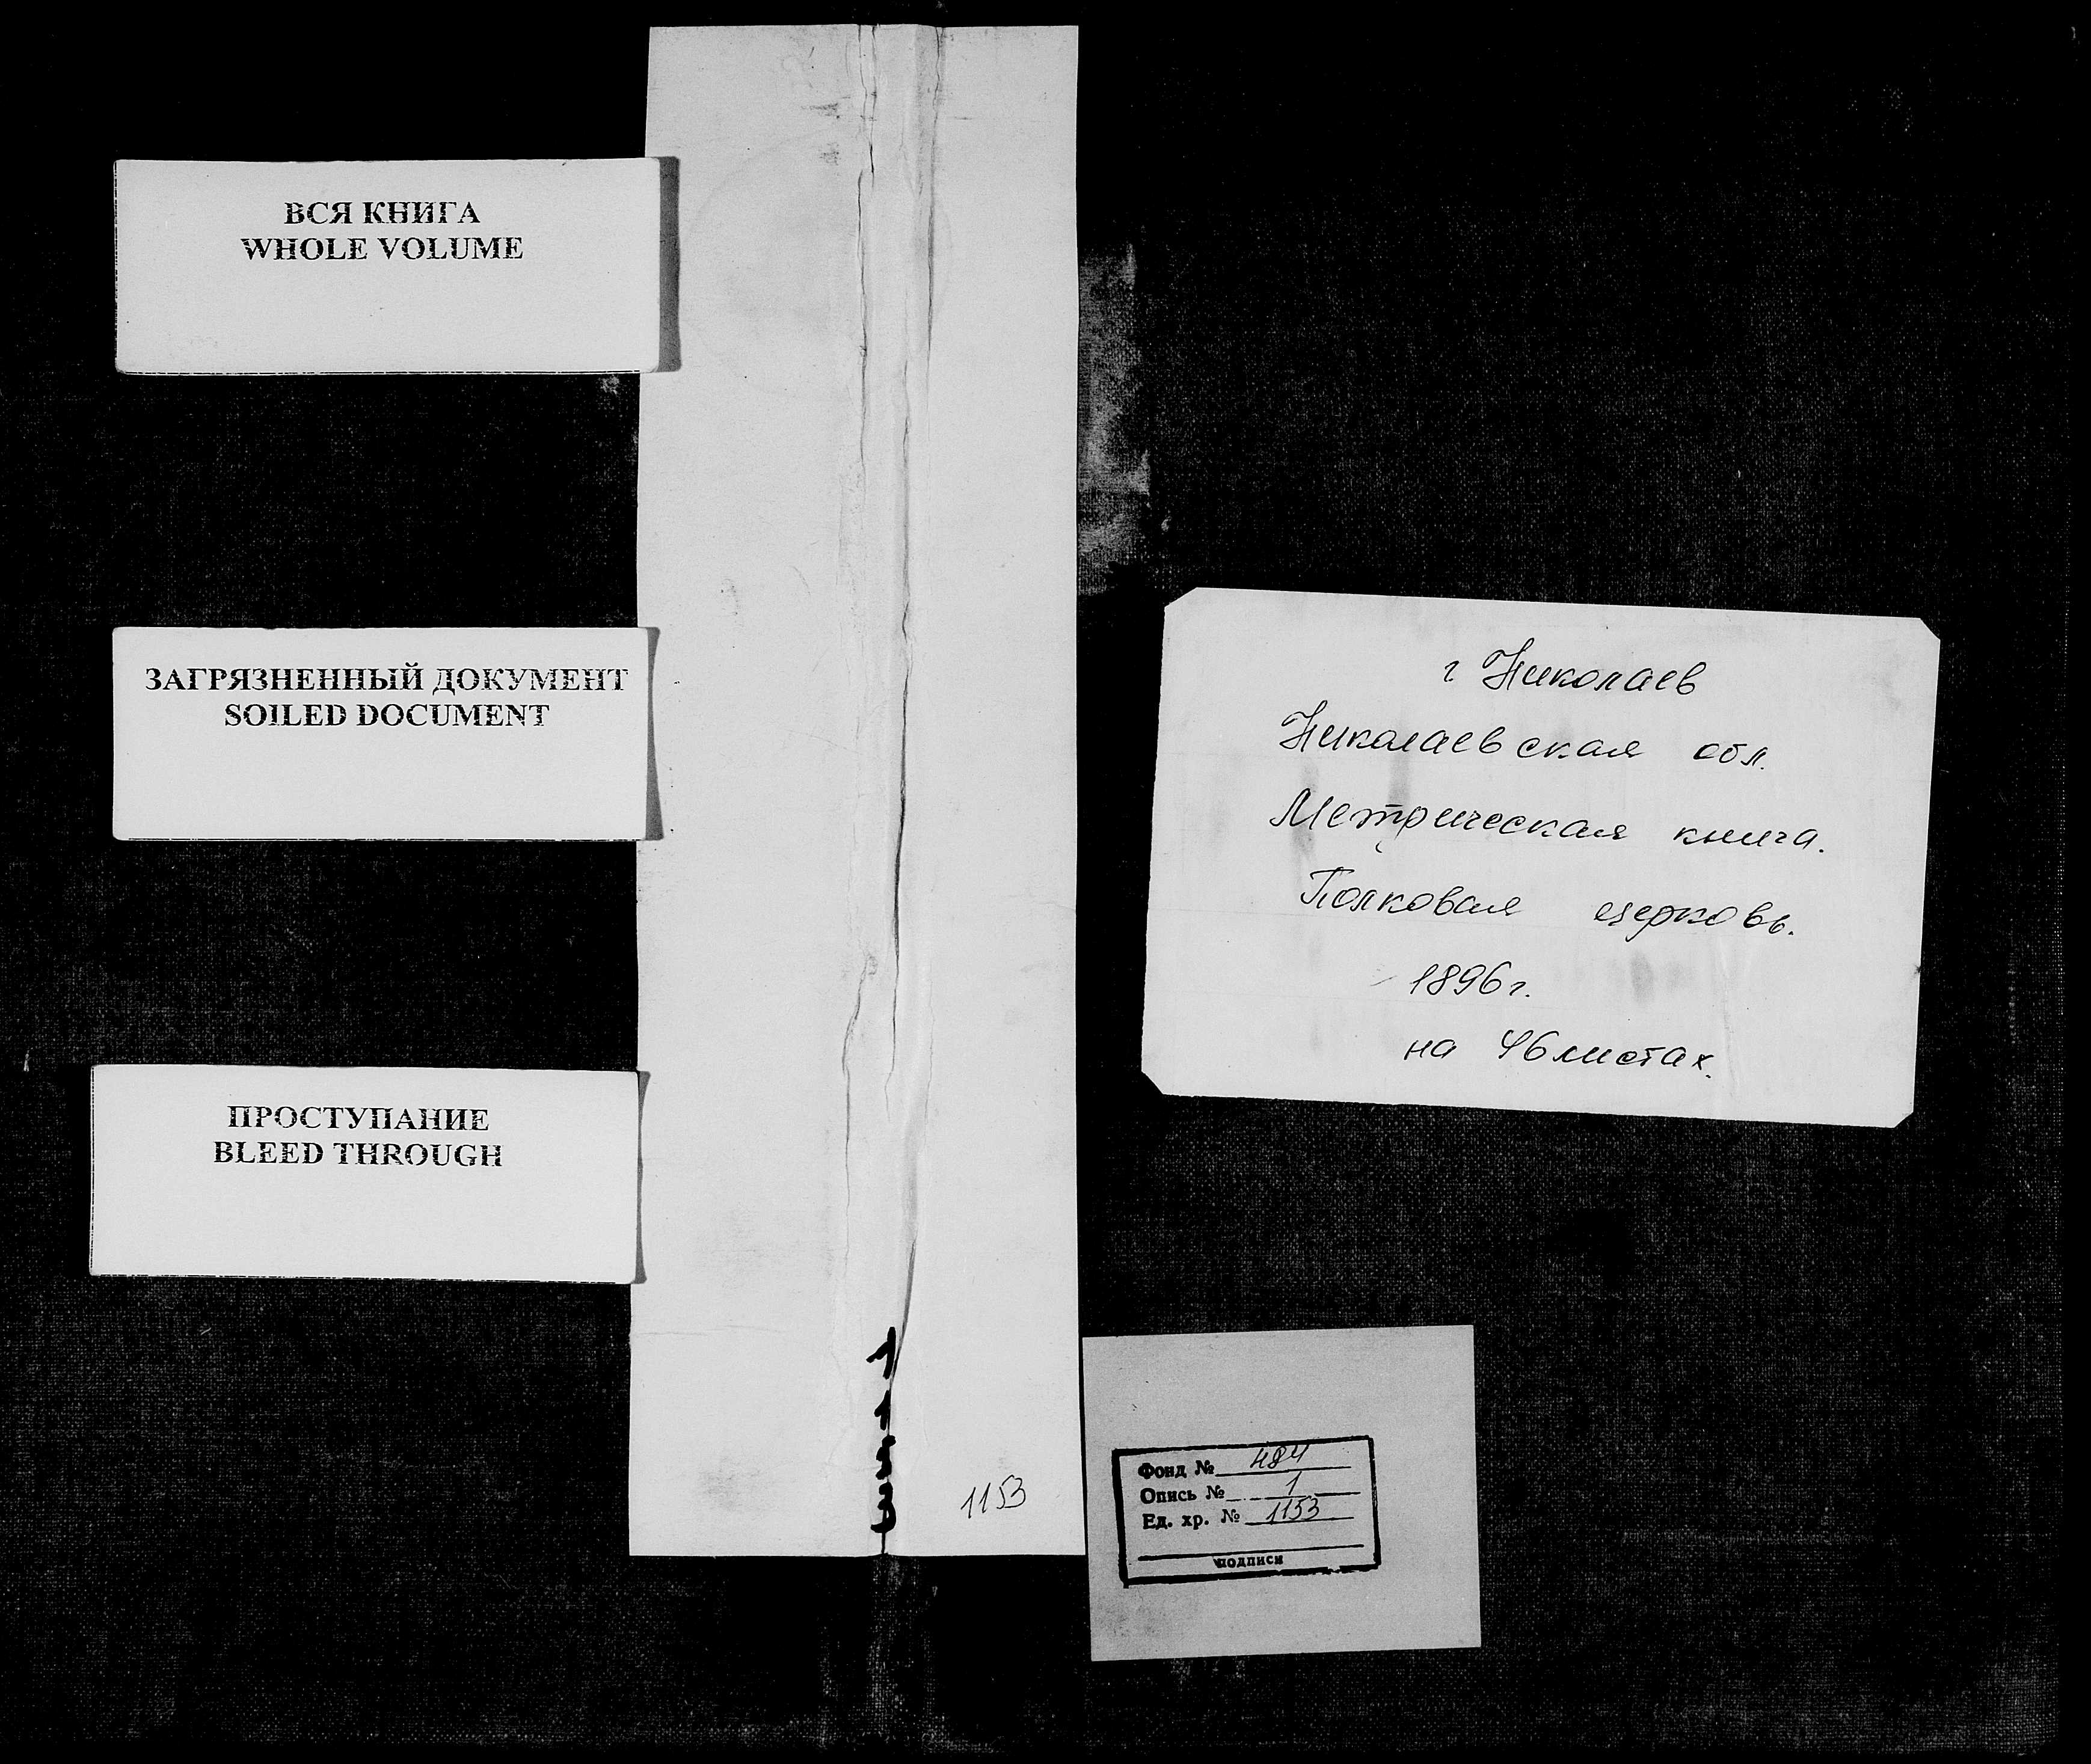 ВСЯ КНИГА
WHOLE VOLUME
ЗАГРЯЗНЕННЫЙ ДОКУМЕНТ
SOILED DOCUMENT
ПРОСТУПАНИЕ
BLEED THROUGH
1153
г Николаев
Николаевская обл.
Метрическая книга.
Полковая церковь.
1896 г.
на 46 листах.
Фонд № 484
Опись № 1
Ед. хр. № 1153
подписи